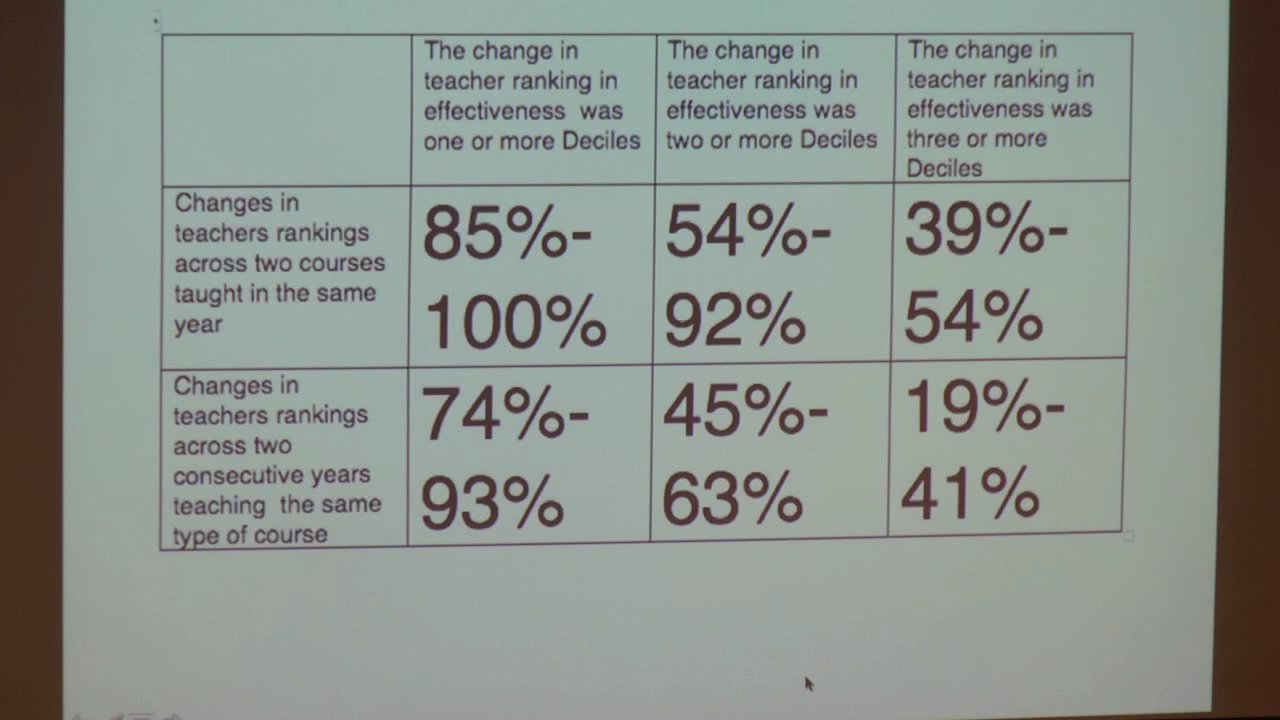 The change in
teacher ranking in
effectiveness was
one or more Deciles
The change in
teacher ranking in
effectiveness was
two or more Deciles
The change in
teacher ranking in
effectiveness was
three or more
Deciles
Changes in
teachers rankings
across two courses
taught in the same
year
85%-
100%
54%-
92%
39%-
54%
Changes in
teachers rankings
across two
consecutive years
teaching the same
type of course
74%-
93%
45%-
63%
19%-
41%